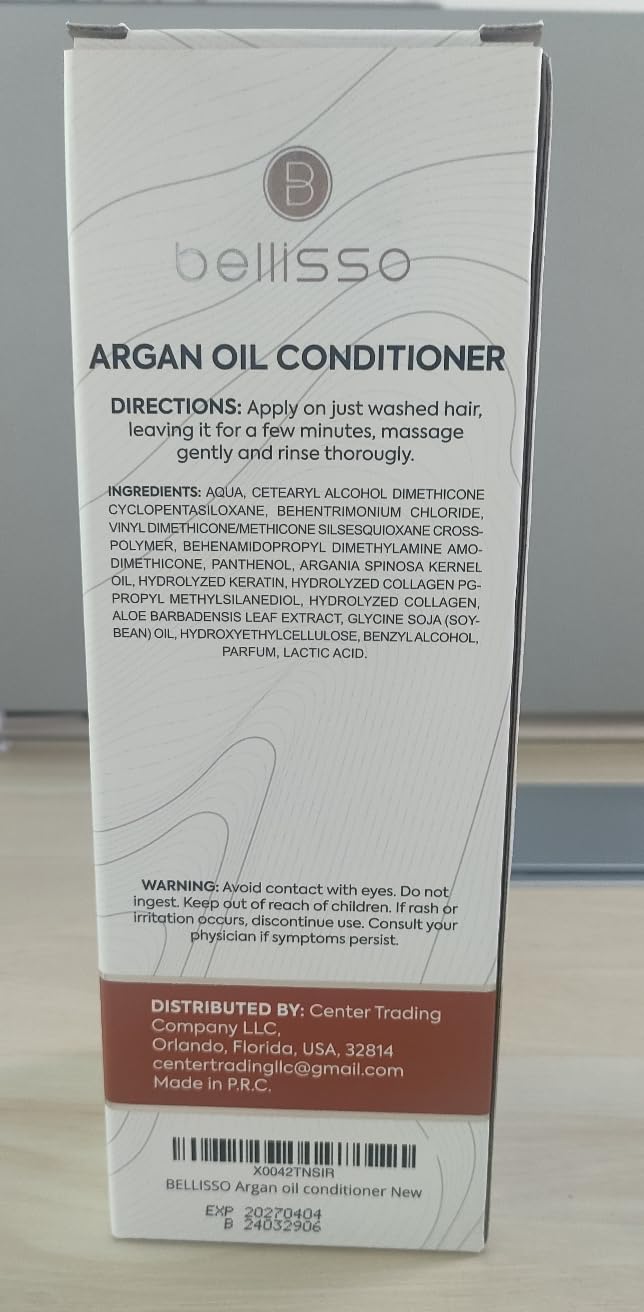 B
bellisso
ARGAN OIL CONDITIONER
DIRECTIONS: Apply on just washed hair,
leaving it for a few minutes, massage
gently and rinse thorougly.
INGREDIENTS: AQUA, CETEARYL ALCOHOL DIMETHICONE
CYCLOPENTASILOXANE, BEHENTRIMONIUM CHLORIDE,
VINYL DIMETHICONE/METHICONE SILSESQUIOXANE CROSS-
POLYMER, BEHENAMIDOPROPYL DIMETHYLAMINE AMO-
DIMETHICONE, PANTHENOL, ARGANIA SPINOSA KERNEL
OIL, HYDROLYZED KERATIN, HYDROLYZED COLLAGEN PG-
PROPYL METHYLSILANEDIOL, HYDROLYZED COLLAGEN,
ALOE BARBADENSIS LEAF EXTRACT, GLYCINE SOJA (SOY-
BEAN) OIL, HYDROXYETHYLCELLULOSE, BENZYL ALCOHOL,
PARFUM, LACTIC ACID.
WARNING: Avoid contact with eyes. Do not
ingest. Keep out of reach of children. If rash or
irritation occurs, discontinue use. Consult your
physician if symptoms persist.
DISTRIBUTED BY: Center Trading
Company LLC,
Orlando, Florida, USA, 32814
centertradingllc@gmail.com
Made in P.R.C.
X0042TNSIR
BELLISSO Argan oil conditioner New
EXP 20270404
B 24032906